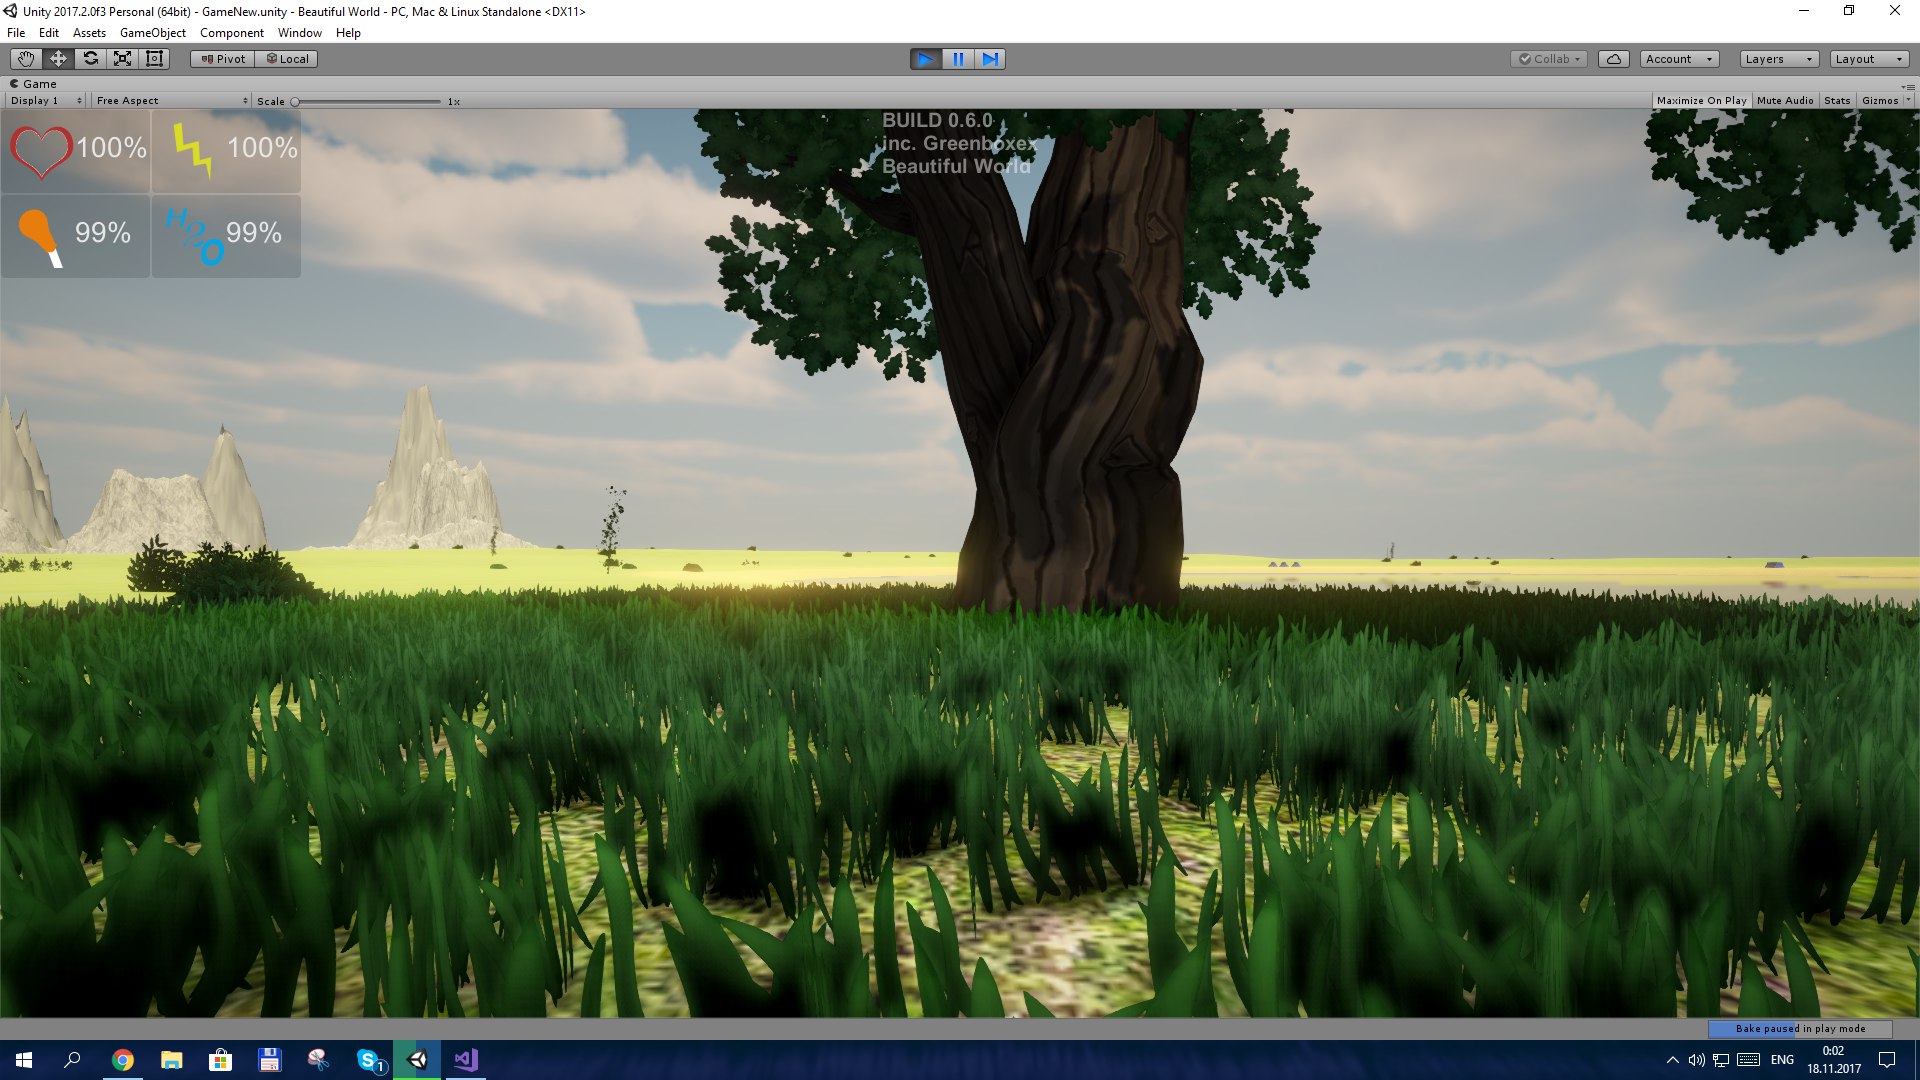 Unity 2017.2.0f3 Personal (64bit) - GameNew.unity - Beautiful World - PC, Mac & Linux Standalone <DX11>
File Edit Assets GameObject Component Window Help
Pivot Local Collab Account Layers Layout
Game
Display 1 Free Aspect Scale 1x Maximize On Play Mute Audio Stats Gizmos
BUILD 0.6.0
inc. Greenboxex
Beautiful World
100% 100%
99% H2O 99%
Bake paused in play mode
S 1 ENG 0:02
18.11.2017